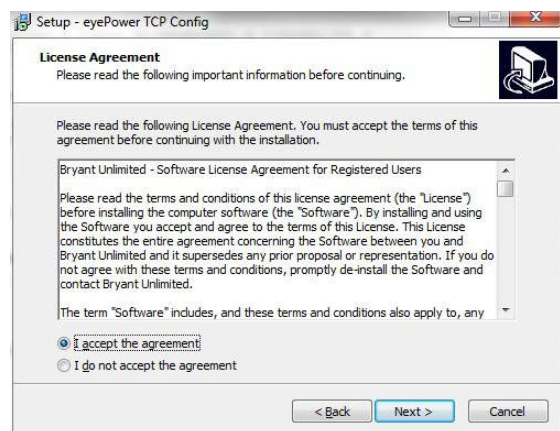 Setup - eyePower TCP Config
License Agreement
Please read the following important information before continuing.
Please read the following License Agreement. You must accept the terms of this
agreement before continuing with the installation.
Bryant Unlimited - Software License Agreement for Registered Users
Please read the terms and conditions of this license agreement (the "License")
before installing the computer software (the "Software"). By installing and using
the Software you accept and agree to the terms of this License. This License
constitutes the entire agreement concerning the Software between you and
Bryant Unlimited and it supersedes any prior proposal or representation. If you do
not agree with these terms and conditions, promptly de-install the Software and
contact Bryant Unlimited.
The term "Software" includes, and these terms and conditions also apply to, any
I accept the agreement
I do not accept the agreement
< Back
Next >
Cancel